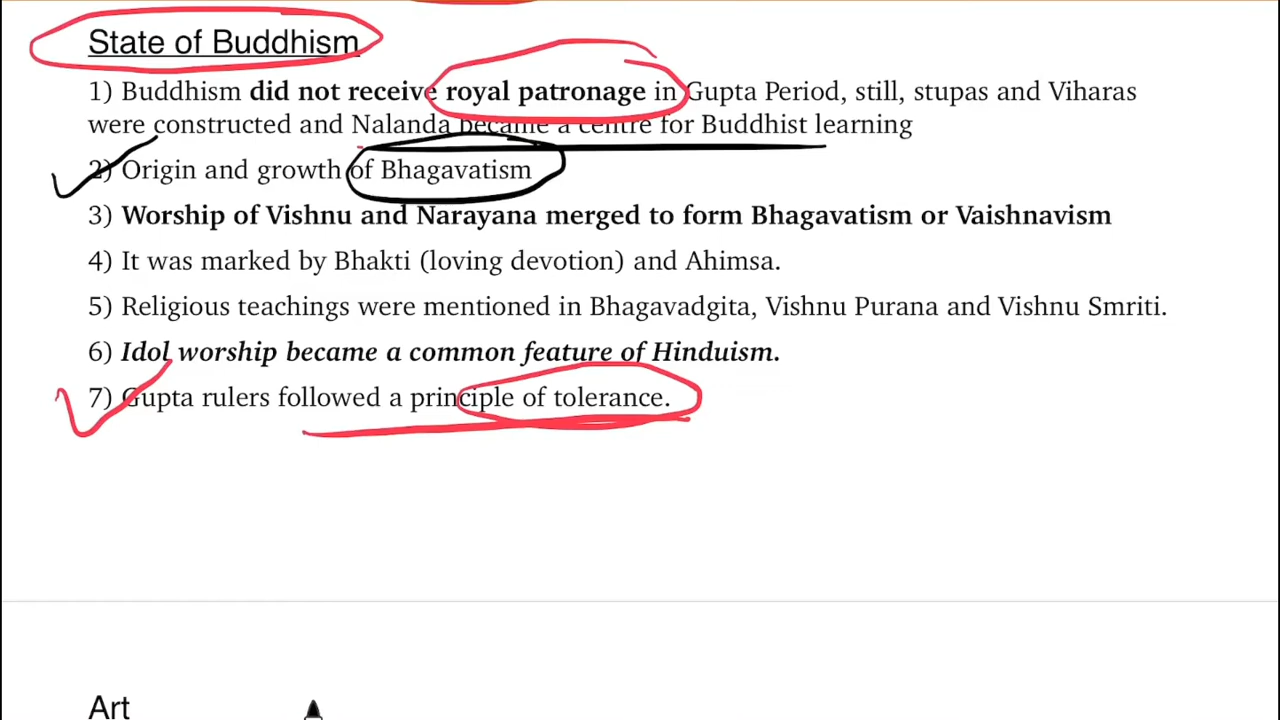 State of Buddhism
1) Buddhism did not receive royal patronage in Gupta Period, still, stupas and Viharas
were constructed and Nalanda became a centre for Buddhist learning
2) Origin and growth of Bhagavatism
3) Worship of Vishnu and Narayana merged to form Bhagavatism or Vaishnavism
4) It was marked by Bhakti (loving devotion) and Ahimsa.
5) Religious teachings were mentioned in Bhagavadgita, Vishnu Purana and Vishnu Smriti.
6) Idol worship became a common feature of Hinduism.
7) Gupta rulers followed a principle of tolerance.
Art